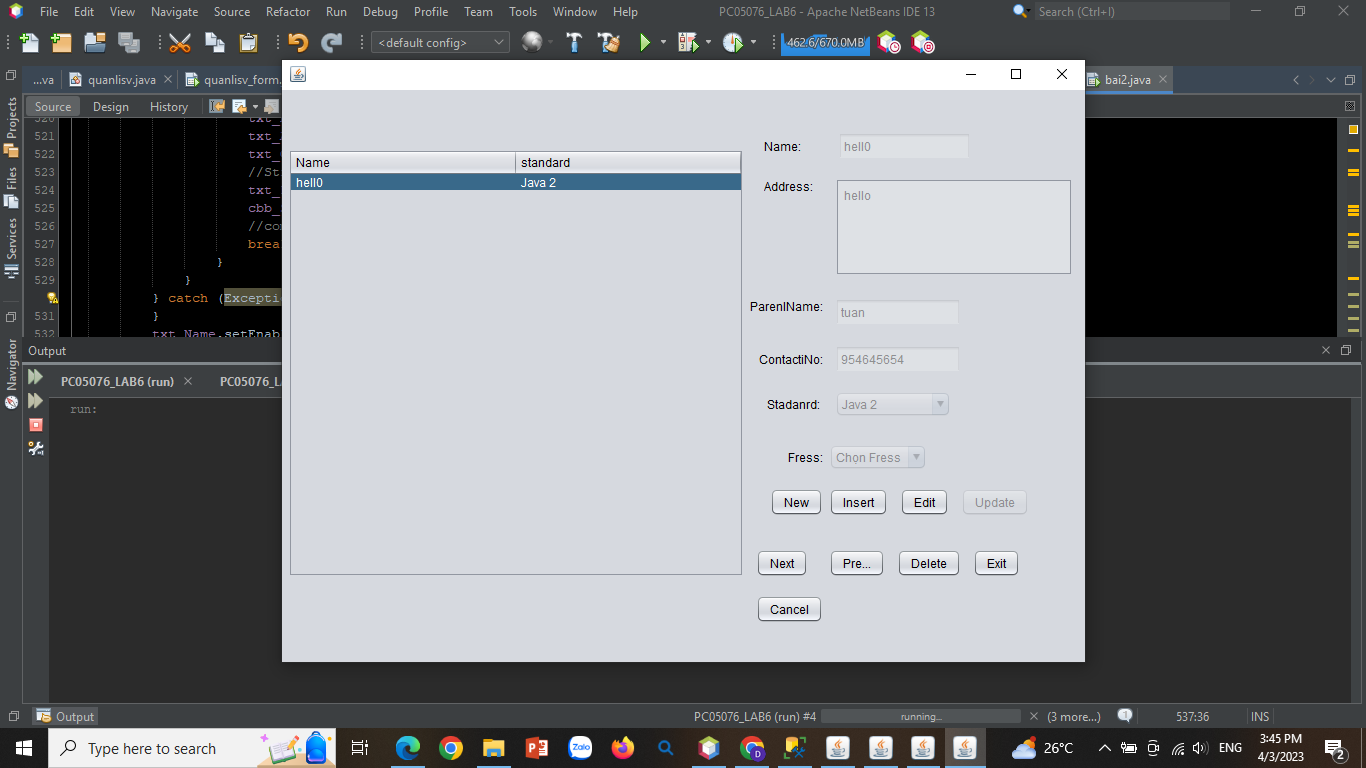 File Edit View Navigate Source Refactor Run Debug Profile Team Tools Window Help PC05076_LAB6 - Apache NetBeans IDE 13 Search (Ctrl+I)
<default config> 462.6/670.0MB
...va quanlisv.java quanlisv_form. bai2.java
Source Design History
Projects
Files
Services
Navigator
520 txt_
521 txt_
522 txt_
523 //St
524 txt_
525 cbb_
526 //con
527 brea
528 }
529 }
} catch (Exceptio
531 }
532 txt_Name.setEnab
Name standard
hell0 Java 2
Name: hell0
Address: hello
ParenlName: tuan
ContactiNo: 954645654
Stadanrd: Java 2
Fress: Chọn Fress
New Insert Edit Update
Next Pre... Delete Exit
Cancel
Output
PC05076_LAB6 (run) PC05076_LA
run:
Output PC05076_LAB6 (run) #4 running... (3 more...) 1 537:36 INS
Type here to search Zalo D 26°C ENG 3:45 PM
4/3/2023 2